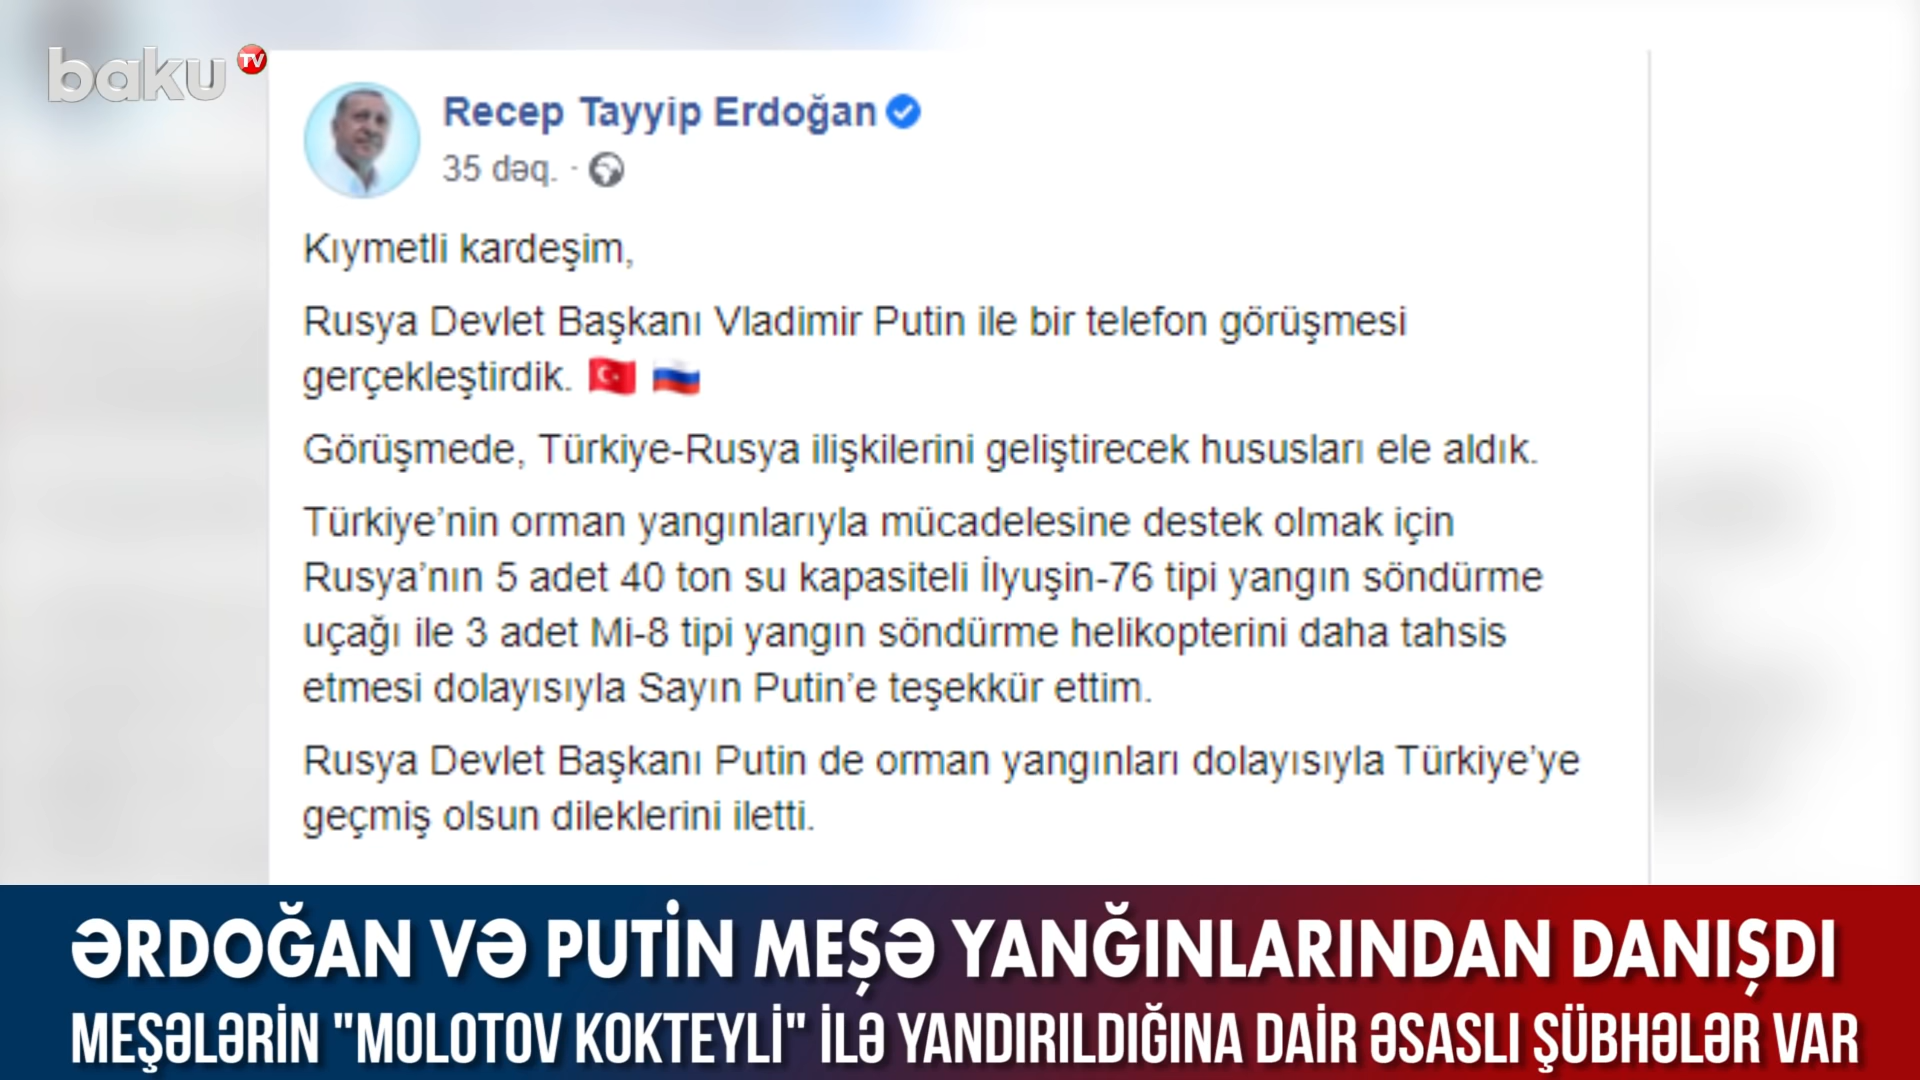 baku TV
Recep Tayyip Erdoğan
35 dəq. ·
Kıymetli kardeşim,
Rusya Devlet Başkanı Vladimir Putin ile bir telefon görüşmesi
gerçekleştirdik. 🇹🇷 🇷🇺
Görüşmede, Türkiye-Rusya ilişkilerini geliştirecek hususları ele aldık.
Türkiye’nin orman yangınlarıyla mücadelesine destek olmak için
Rusya’nın 5 adet 40 ton su kapasiteli İlyuşin-76 tipi yangın söndürme
uçağı ile 3 adet Mi-8 tipi yangın söndürme helikopterini daha tahsis
etmesi dolayısıyla Sayın Putin’e teşekkür ettim.
Rusya Devlet Başkanı Putin de orman yangınları dolayısıyla Türkiye’ye
geçmiş olsun dileklerini iletti.
ƏRDOĞAN VƏ PUTİN MEŞƏ YANĞINLARINDAN DANIŞDI
MEŞƏLƏRİN "MOLOTOV KOKTEYLİ" İLƏ YANDIRILDIĞINA DAİR ƏSASLI ŞÜBHƏLƏR VAR